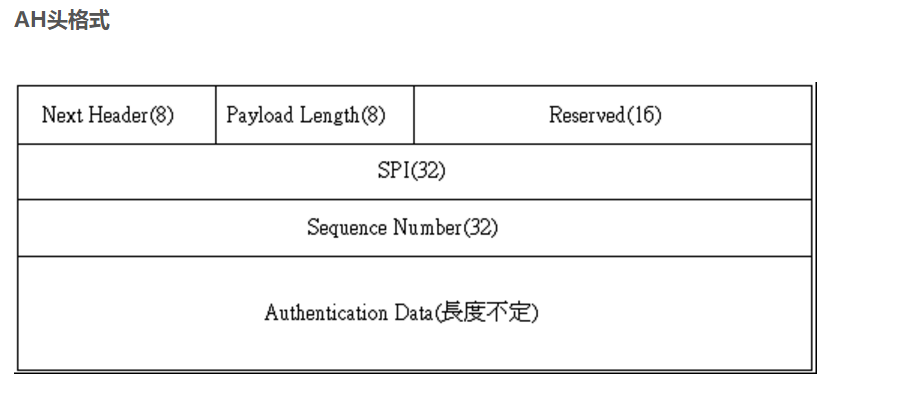 AH头格式
Next Header(8) Payload Length(8) Reserved(16)
SPI(32)
Sequence Number(32)
Authentication Data(長度不定)